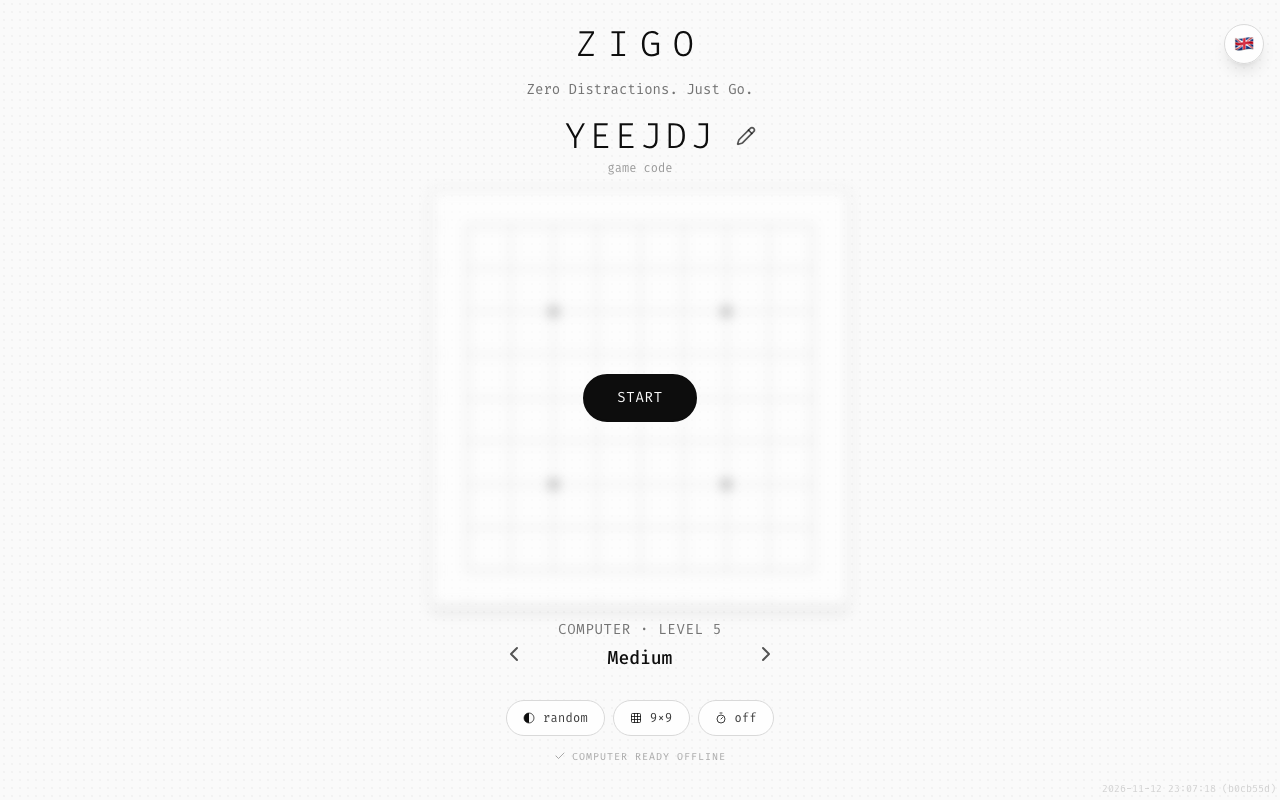 ZIGO
Zero Distractions. Just Go.
YEEJDJ
game code
START
COMPUTER · LEVEL 5
Medium
random
9×9
off
COMPUTER READY OFFLINE
2026-11-12 23:07:18 (b0cb55d)